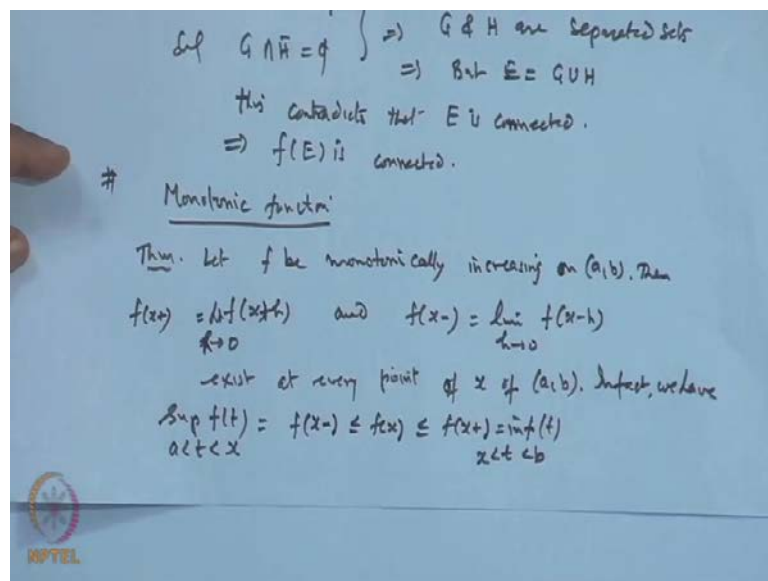 G ∩ H̄ = φ } ⇒ G & H are separated sets
⇒ But E = G ∪ H
this contradicts that E is connected.
⇒ f(E) is connected.
# Monotonic function
Thm. Let f be monotonically increasing on (a,b). Then
f(x+) = lt f(x+h) and f(x-) = lim f(x-h)
h→0 h→0
exist at every point of x of (a,b). Infact, we have
Sup f(t) = f(x-) ≤ f(x) ≤ f(x+) = inf f(t)
a<t<x x<t<b
NPTEL